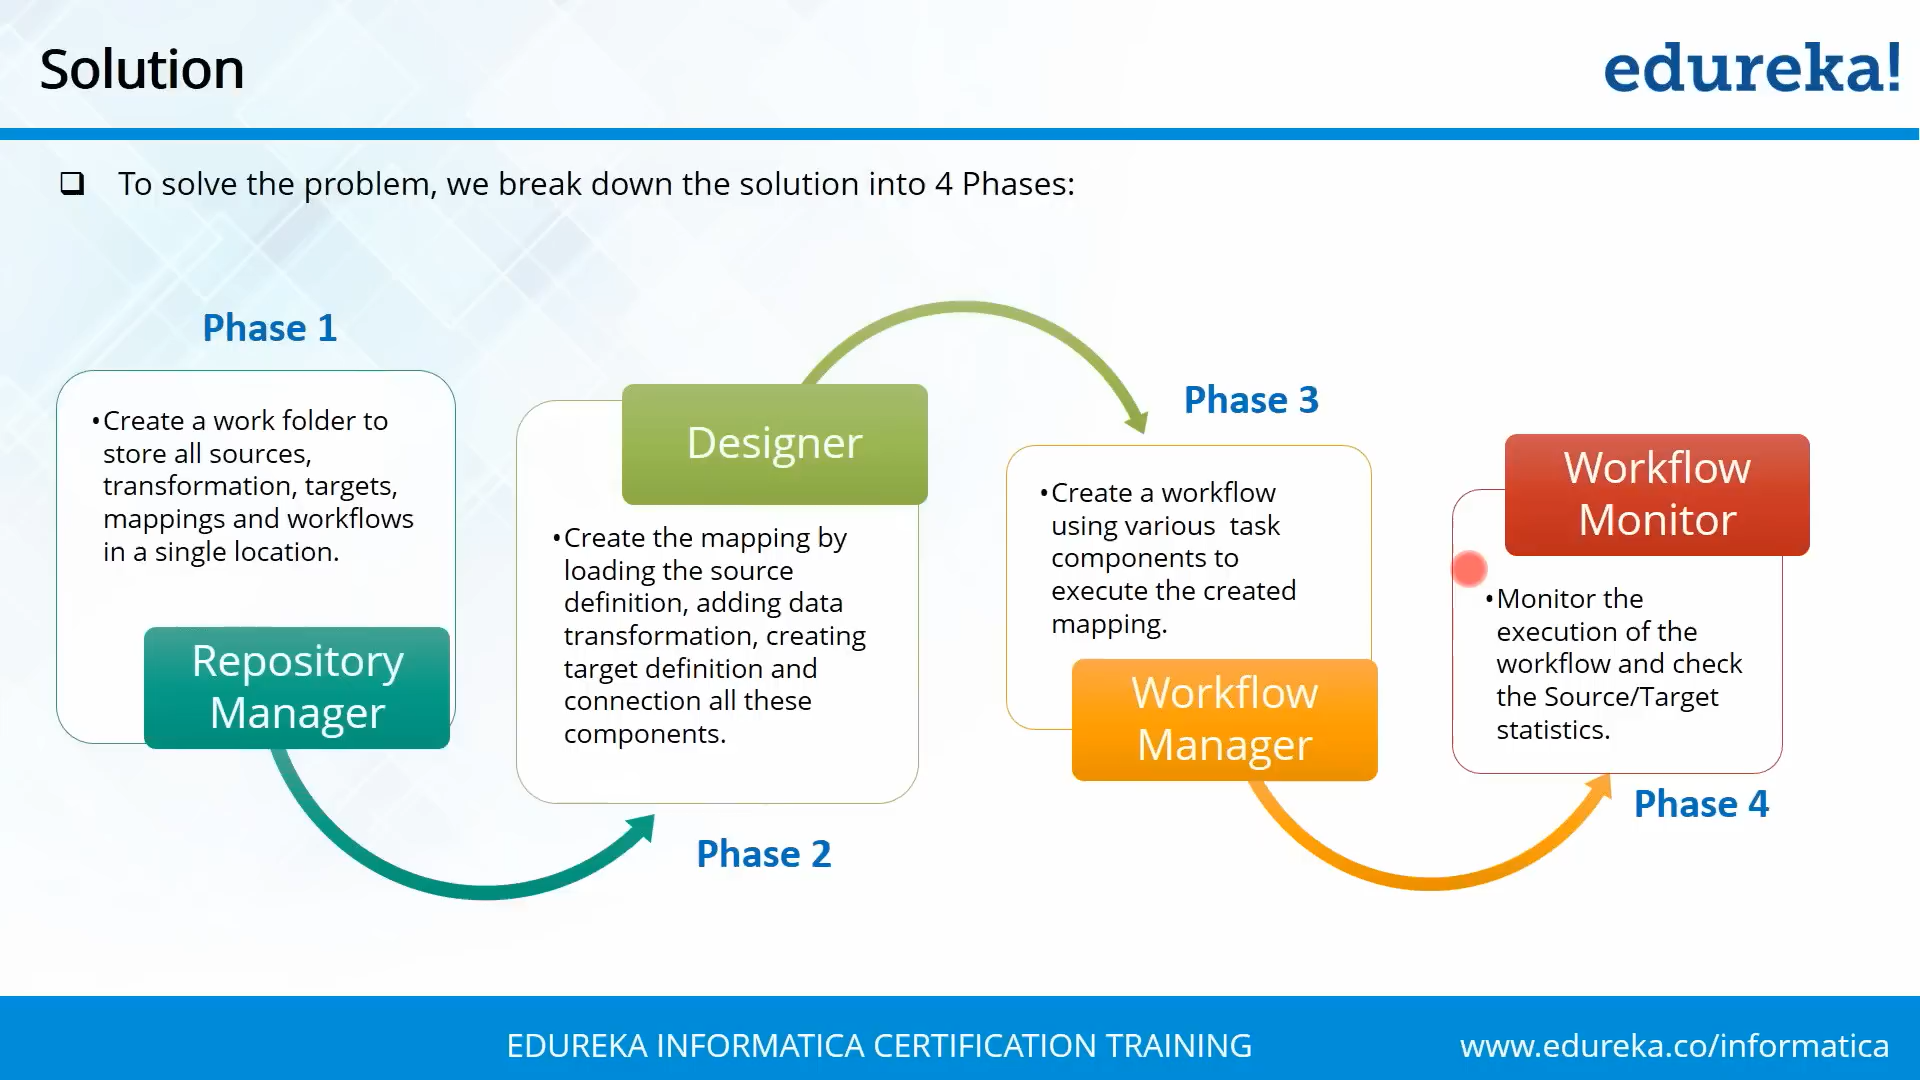 Solution
edureka!
❑ To solve the problem, we break down the solution into 4 Phases:
Phase 1
•Create a work folder to
store all sources,
transformation, targets,
mappings and workflows
in a single location.
Repository
Manager
Designer
•Create the mapping by
loading the source
definition, adding data
transformation, creating
target definition and
connection all these
components.
Phase 2
Phase 3
•Create a workflow
using various task
components to
execute the created
mapping.
Workflow
Manager
Workflow
Monitor
•Monitor the
execution of the
workflow and check
the Source/Target
statistics.
Phase 4
EDUREKA INFORMATICA CERTIFICATION TRAINING
www.edureka.co/informatica